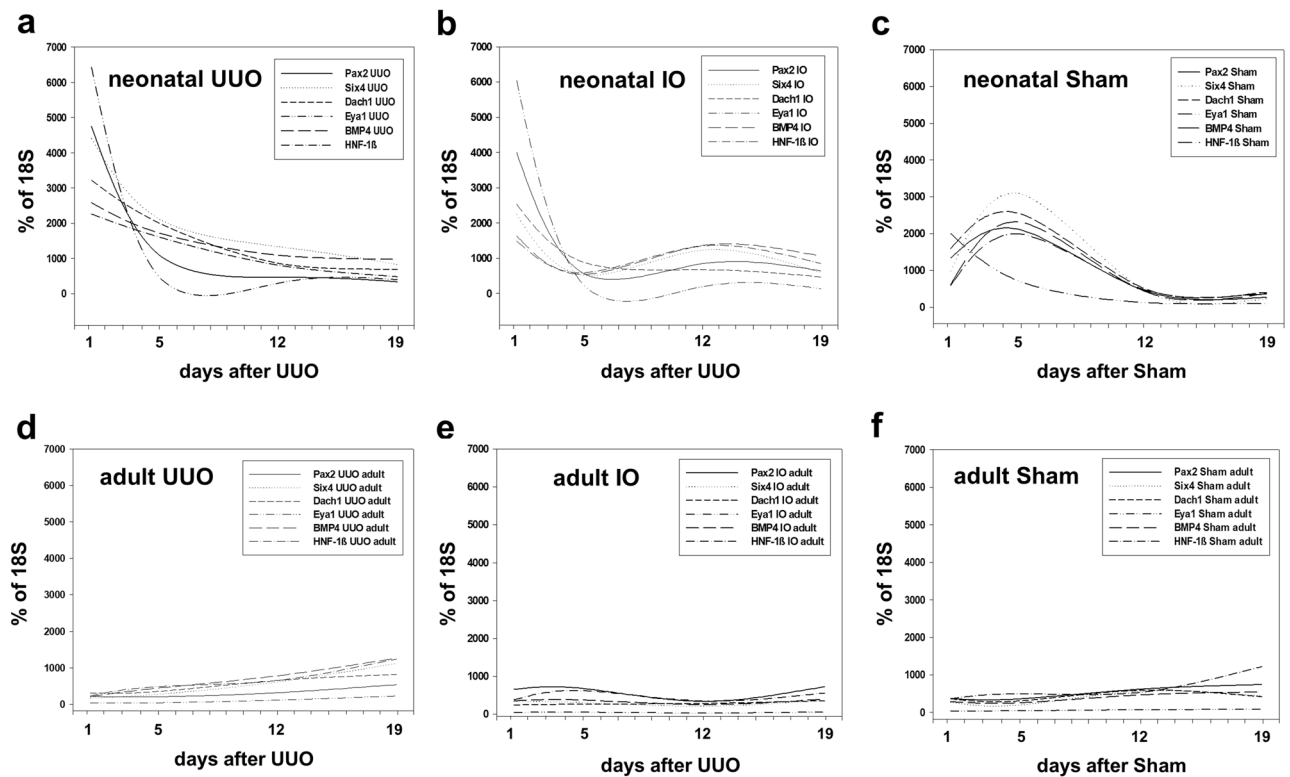 a
neonatal UUO
Pax2 UUO
Six4 UUO
Dach1 UUO
Eya1 UUO
BMP4 UUO
HNF-1ß
7000
6000
5000
4000
3000
2000
1000
0
% of 18S
1 5 12 19
days after UUO
b
neonatal IO
Pax2 IO
Six4 IO
Dach1 IO
Eya1 IO
BMP4 IO
HNF-1ß IO
7000
6000
5000
4000
3000
2000
1000
0
% of 18S
1 5 12 19
days after UUO
c
neonatal Sham
Pax2 Sham
Six4 Sham
Dach1 Sham
Eya1 Sham
BMP4 Sham
HNF-1ß Sham
7000
6000
5000
4000
3000
2000
1000
0
% of 18S
1 5 12 19
days after Sham
d
adult UUO
Pax2 UUO adult
Six4 UUO adult
Dach1 UUO adult
Eya1 UUO adult
BMP4 UUO adult
HNF-1ß UUO adult
7000
6000
5000
4000
3000
2000
1000
0
% of 18S
1 5 12 19
days after UUO
e
adult IO
Pax2 IO adult
Six4 IO adult
Dach1 IO adult
Eya1 IO adult
BMP4 IO adult
HNF-1ß IO adult
7000
6000
5000
4000
3000
2000
1000
0
% of 18S
1 5 12 19
days after UUO
f
adult Sham
Pax2 Sham adult
Six4 Sham adult
Dach1 Sham adult
Eya1 Sham adult
BMP4 Sham adult
HNF-1ß Sham adult
7000
6000
5000
4000
3000
2000
1000
0
% of 18S
1 5 12 19
days after Sham